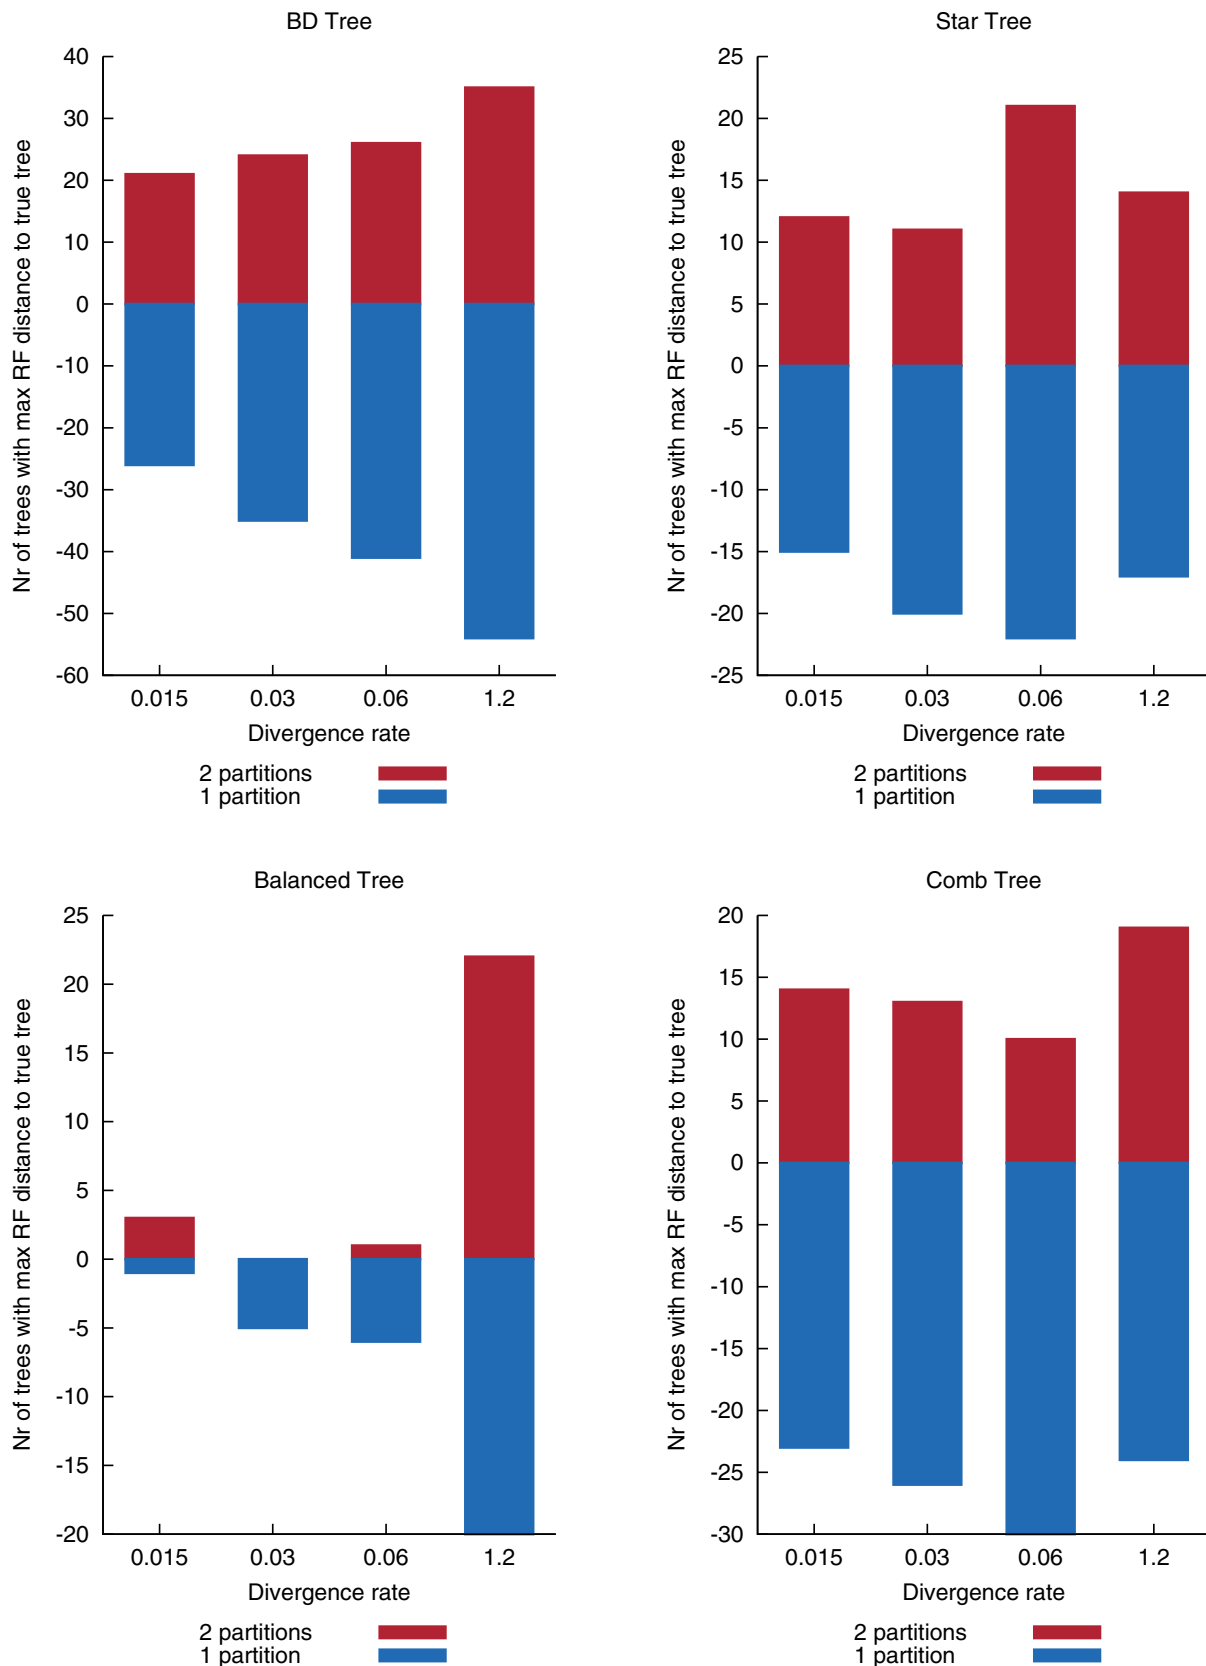 BD Tree
Nr of trees with max RF distance to true tree
40
30
20
10
0
-10
-20
-30
-40
-50
-60
0.015 0.03 0.06 1.2
Divergence rate
2 partitions
1 partition
Star Tree
Nr of trees with max RF distance to true tree
25
20
15
10
5
0
-5
-10
-15
-20
-25
0.015 0.03 0.06 1.2
Divergence rate
2 partitions
1 partition
Balanced Tree
Nr of trees with max RF distance to true tree
25
20
15
10
5
0
-5
-10
-15
-20
0.015 0.03 0.06 1.2
Divergence rate
2 partitions
1 partition
Comb Tree
Nr of trees with max RF distance to true tree
20
15
10
5
0
-5
-10
-15
-20
-25
-30
0.015 0.03 0.06 1.2
Divergence rate
2 partitions
1 partition